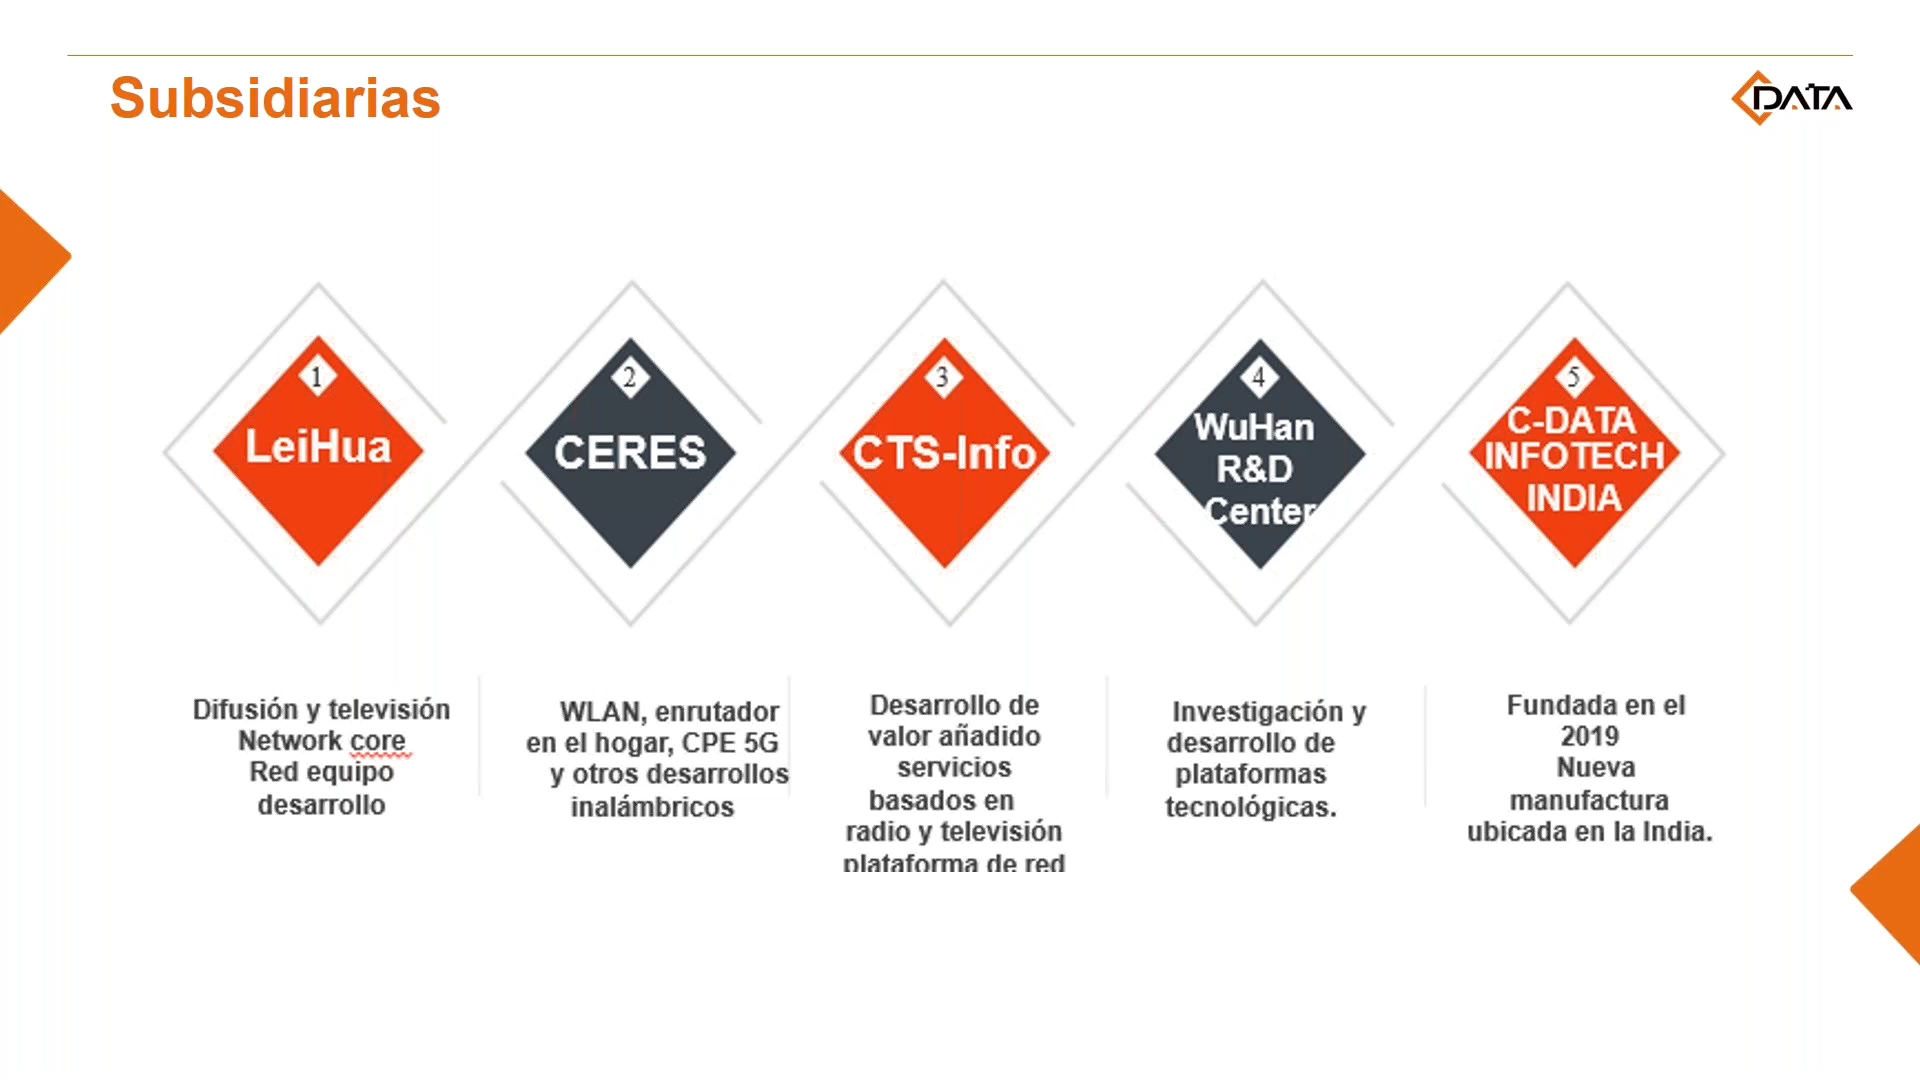 Subsidiarias
DATA
1
LeiHua
2
CERES
3
CTS-Info
4
WuHan
R&D
Center
5
C-DATA
INFOTECH
INDIA
Difusión y televisión
Network core
Red equipo
desarrollo
WLAN, enrutador
en el hogar, CPE 5G
y otros desarrollos
inalámbricos
Desarrollo de
valor añadido
servicios
basados en
radio y televisión
plataforma de red
Investigación y
desarrollo de
plataformas
tecnológicas.
Fundada en el
2019
Nueva
manufactura
ubicada en la India.